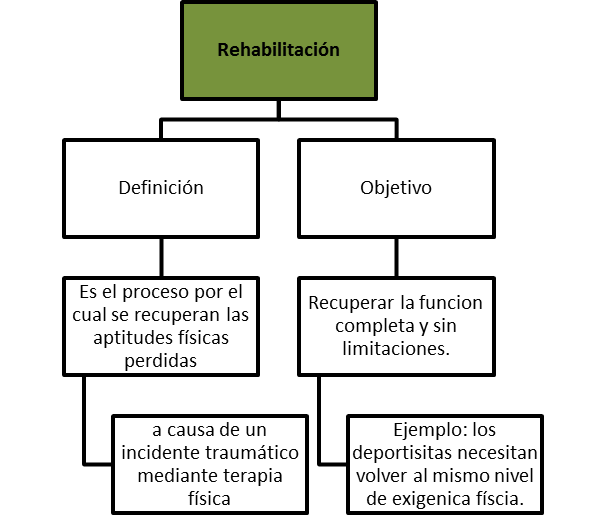 Rehabilitación
Definición
Es el proceso por el
cual se recuperan las
aptitudes físicas
perdidas
a causa de un
incidente traumático
mediante terapia
física
Objetivo
Recuperar la funcion
completa y sin
limitaciones.
Ejemplo: los
deportisitas necesitan
volver al mismo nivel
de exigenica físcia.